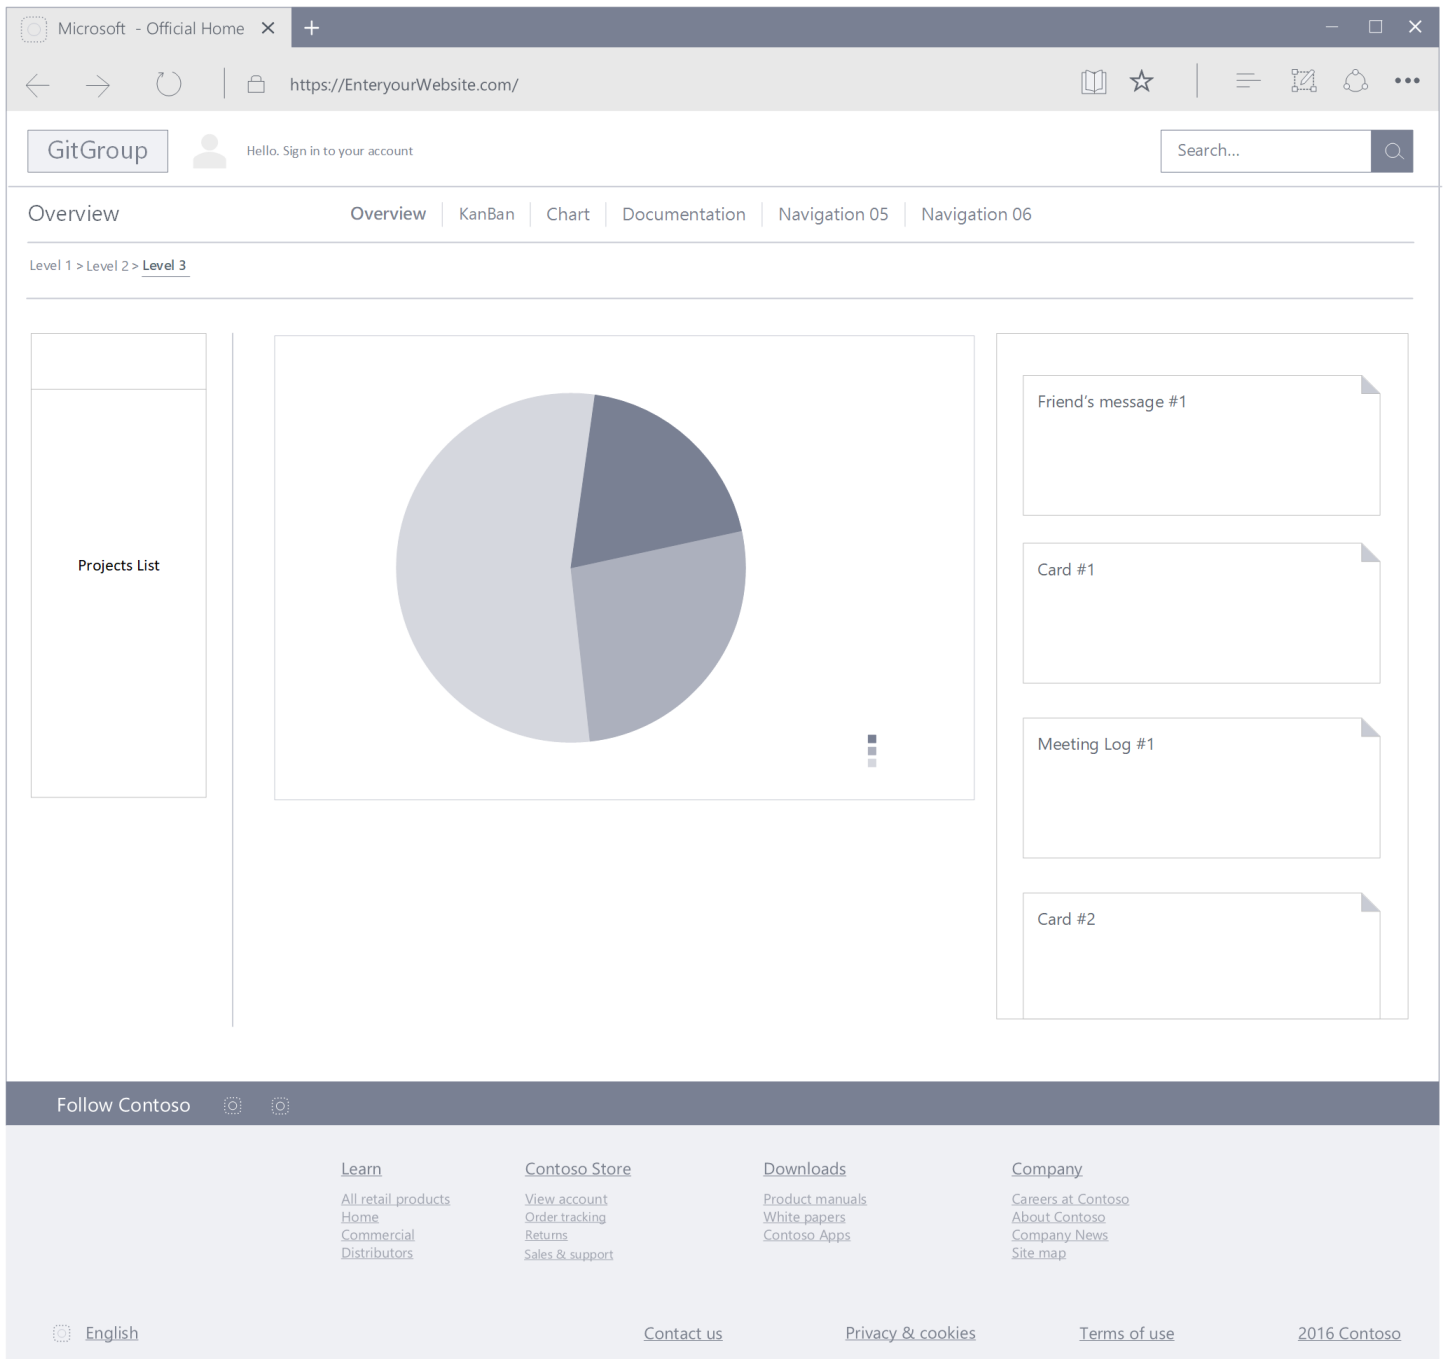 Microsoft - Official Home
https://EnteryourWebsite.com/
GitGroup
Hello. Sign in to your account
Search...
Overview
Overview
KanBan
Chart
Documentation
Navigation 05
Navigation 06
Level 1 > Level 2 > Level 3
Projects List
Friend's message #1
Card #1
Meeting Log #1
Card #2
Follow Contoso
Learn
All retail products
Home
Commercial
Distributors
Contoso Store
View account
Order tracking
Returns
Sales & support
Downloads
Product manuals
White papers
Contoso Apps
Company
Careers at Contoso
About Contoso
Company News
Site map
English
Contact us
Privacy & cookies
Terms of use
2016 Contoso